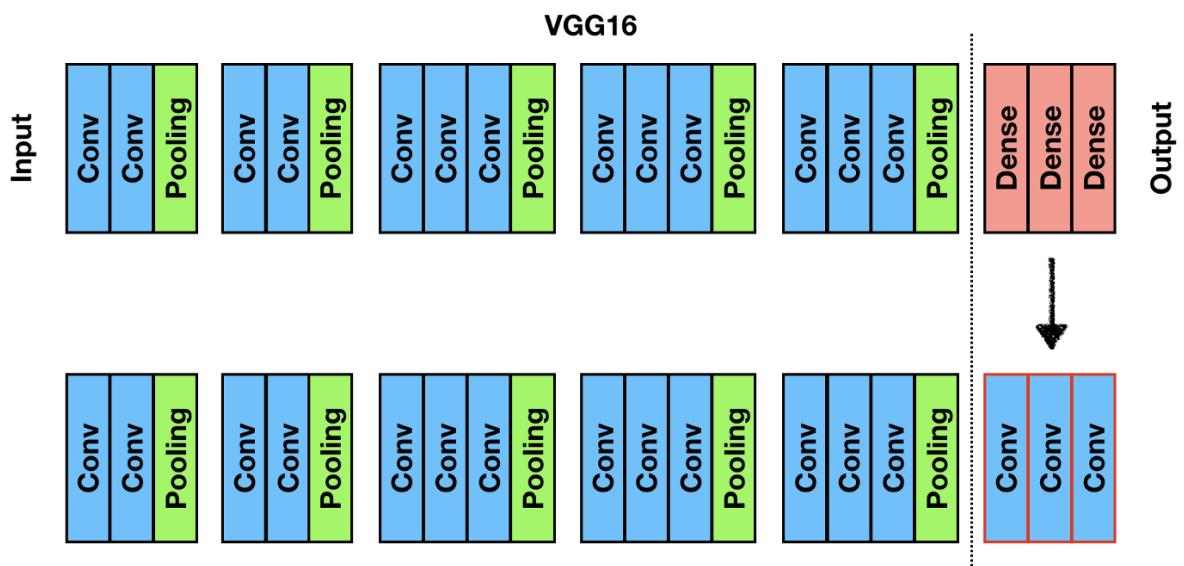 VGG16
Input
Conv Conv Pooling Conv Conv Pooling Conv Conv Conv Pooling Conv Conv Conv Pooling Conv Conv Conv Pooling Dense Dense Dense
Output
Conv Conv Pooling Conv Conv Pooling Conv Conv Conv Pooling Conv Conv Conv Pooling Conv Conv Conv Pooling Conv Conv Conv